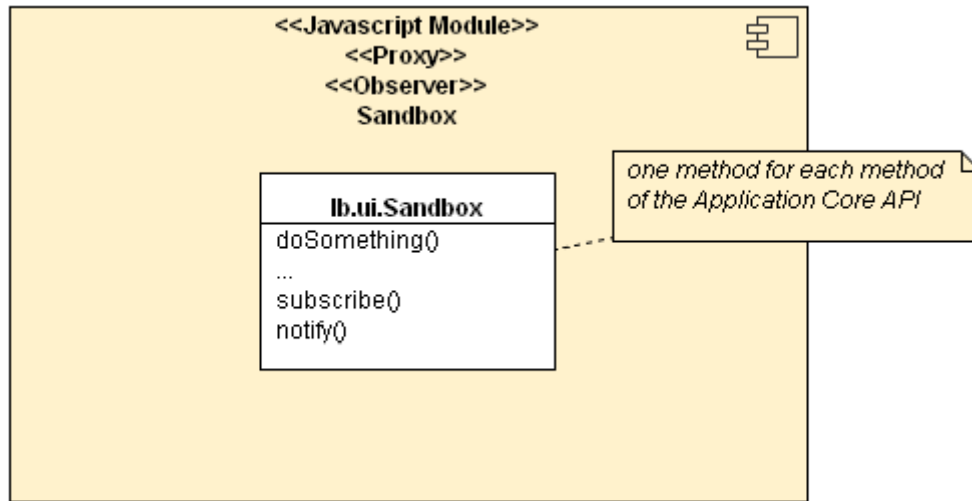 <<Javascript Module>>
<<Proxy>>
<<Observer>>
Sandbox
one method for each method
of the Application Core API
lb.ui.Sandbox
doSomething()
...
subscribe()
notify()